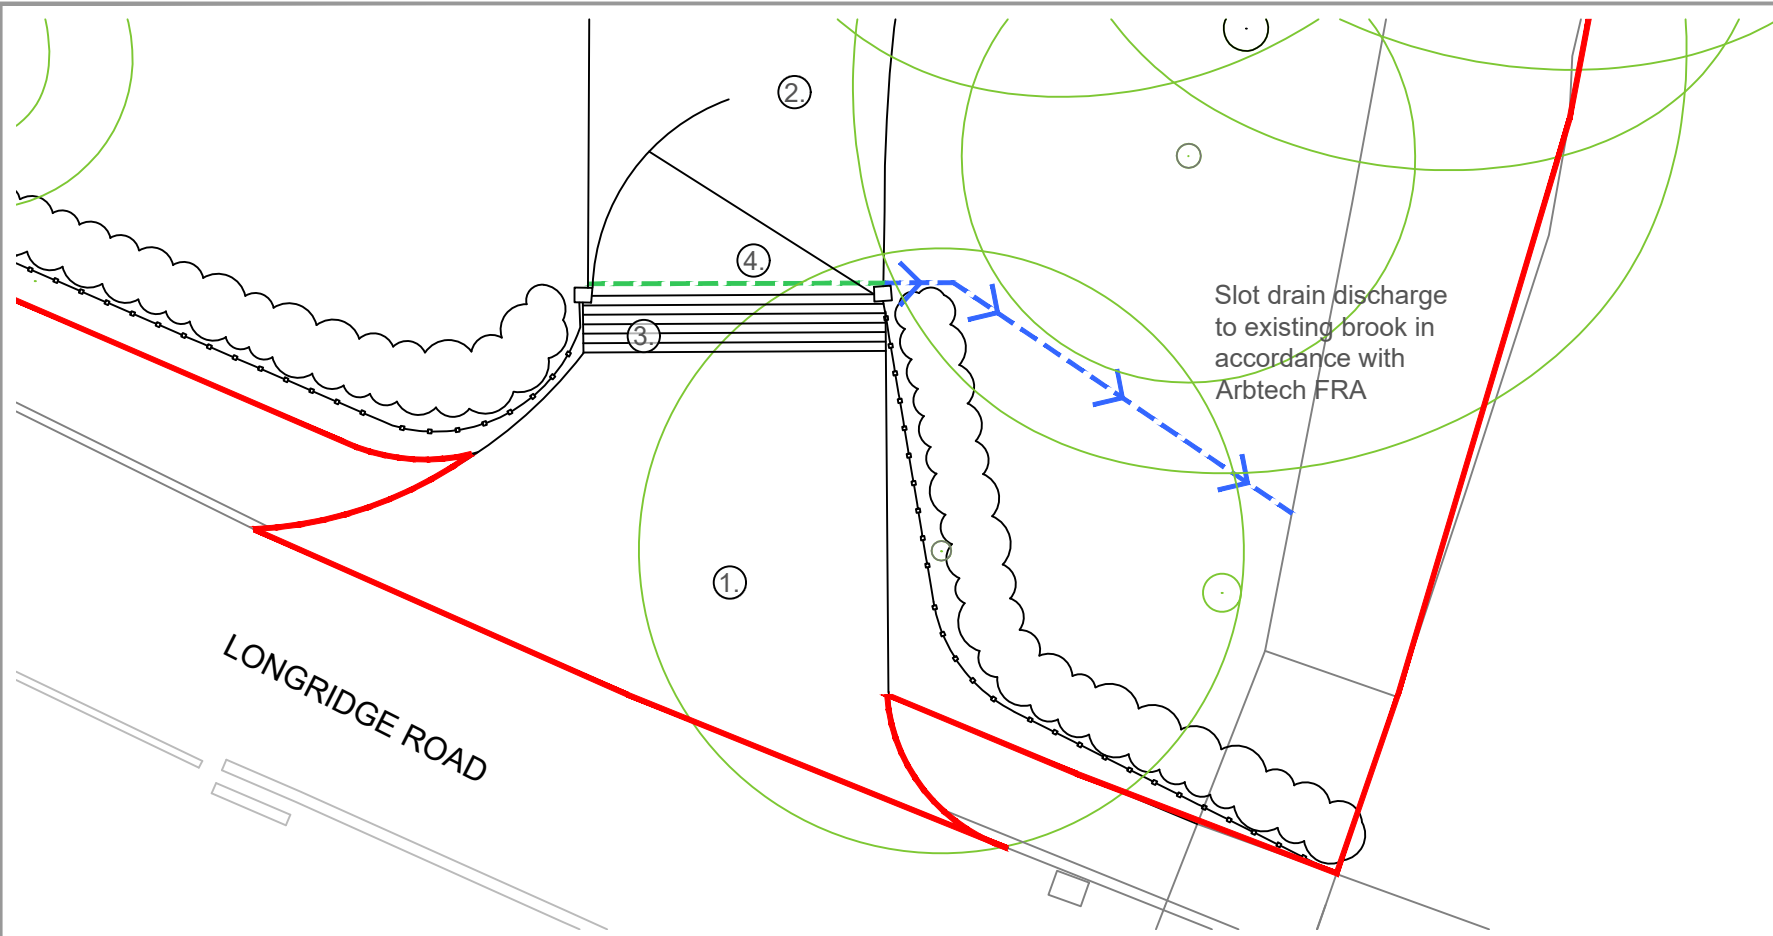 2.
4.
3.
Slot drain discharge
to existing brook in
accordance with
Arbtech FRA
1.
LONGRIDGE ROAD